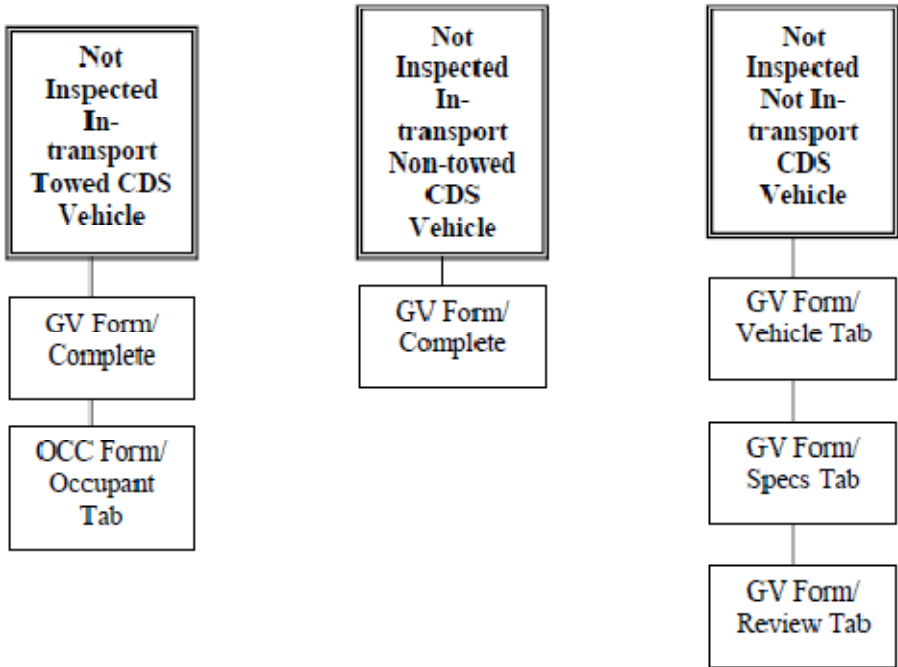 Not
Inspected
In-
transport
Towed CDS
Vehicle
GV Form/
Complete
OCC Form/
Occupant
Tab
Not
Inspected
In-
transport
Non-towed
CDS
Vehicle
GV Form/
Complete
Not
Inspected
Not In-
transport
CDS
Vehicle
GV Form/
Vehicle Tab
GV Form/
Specs Tab
GV Form/
Review Tab